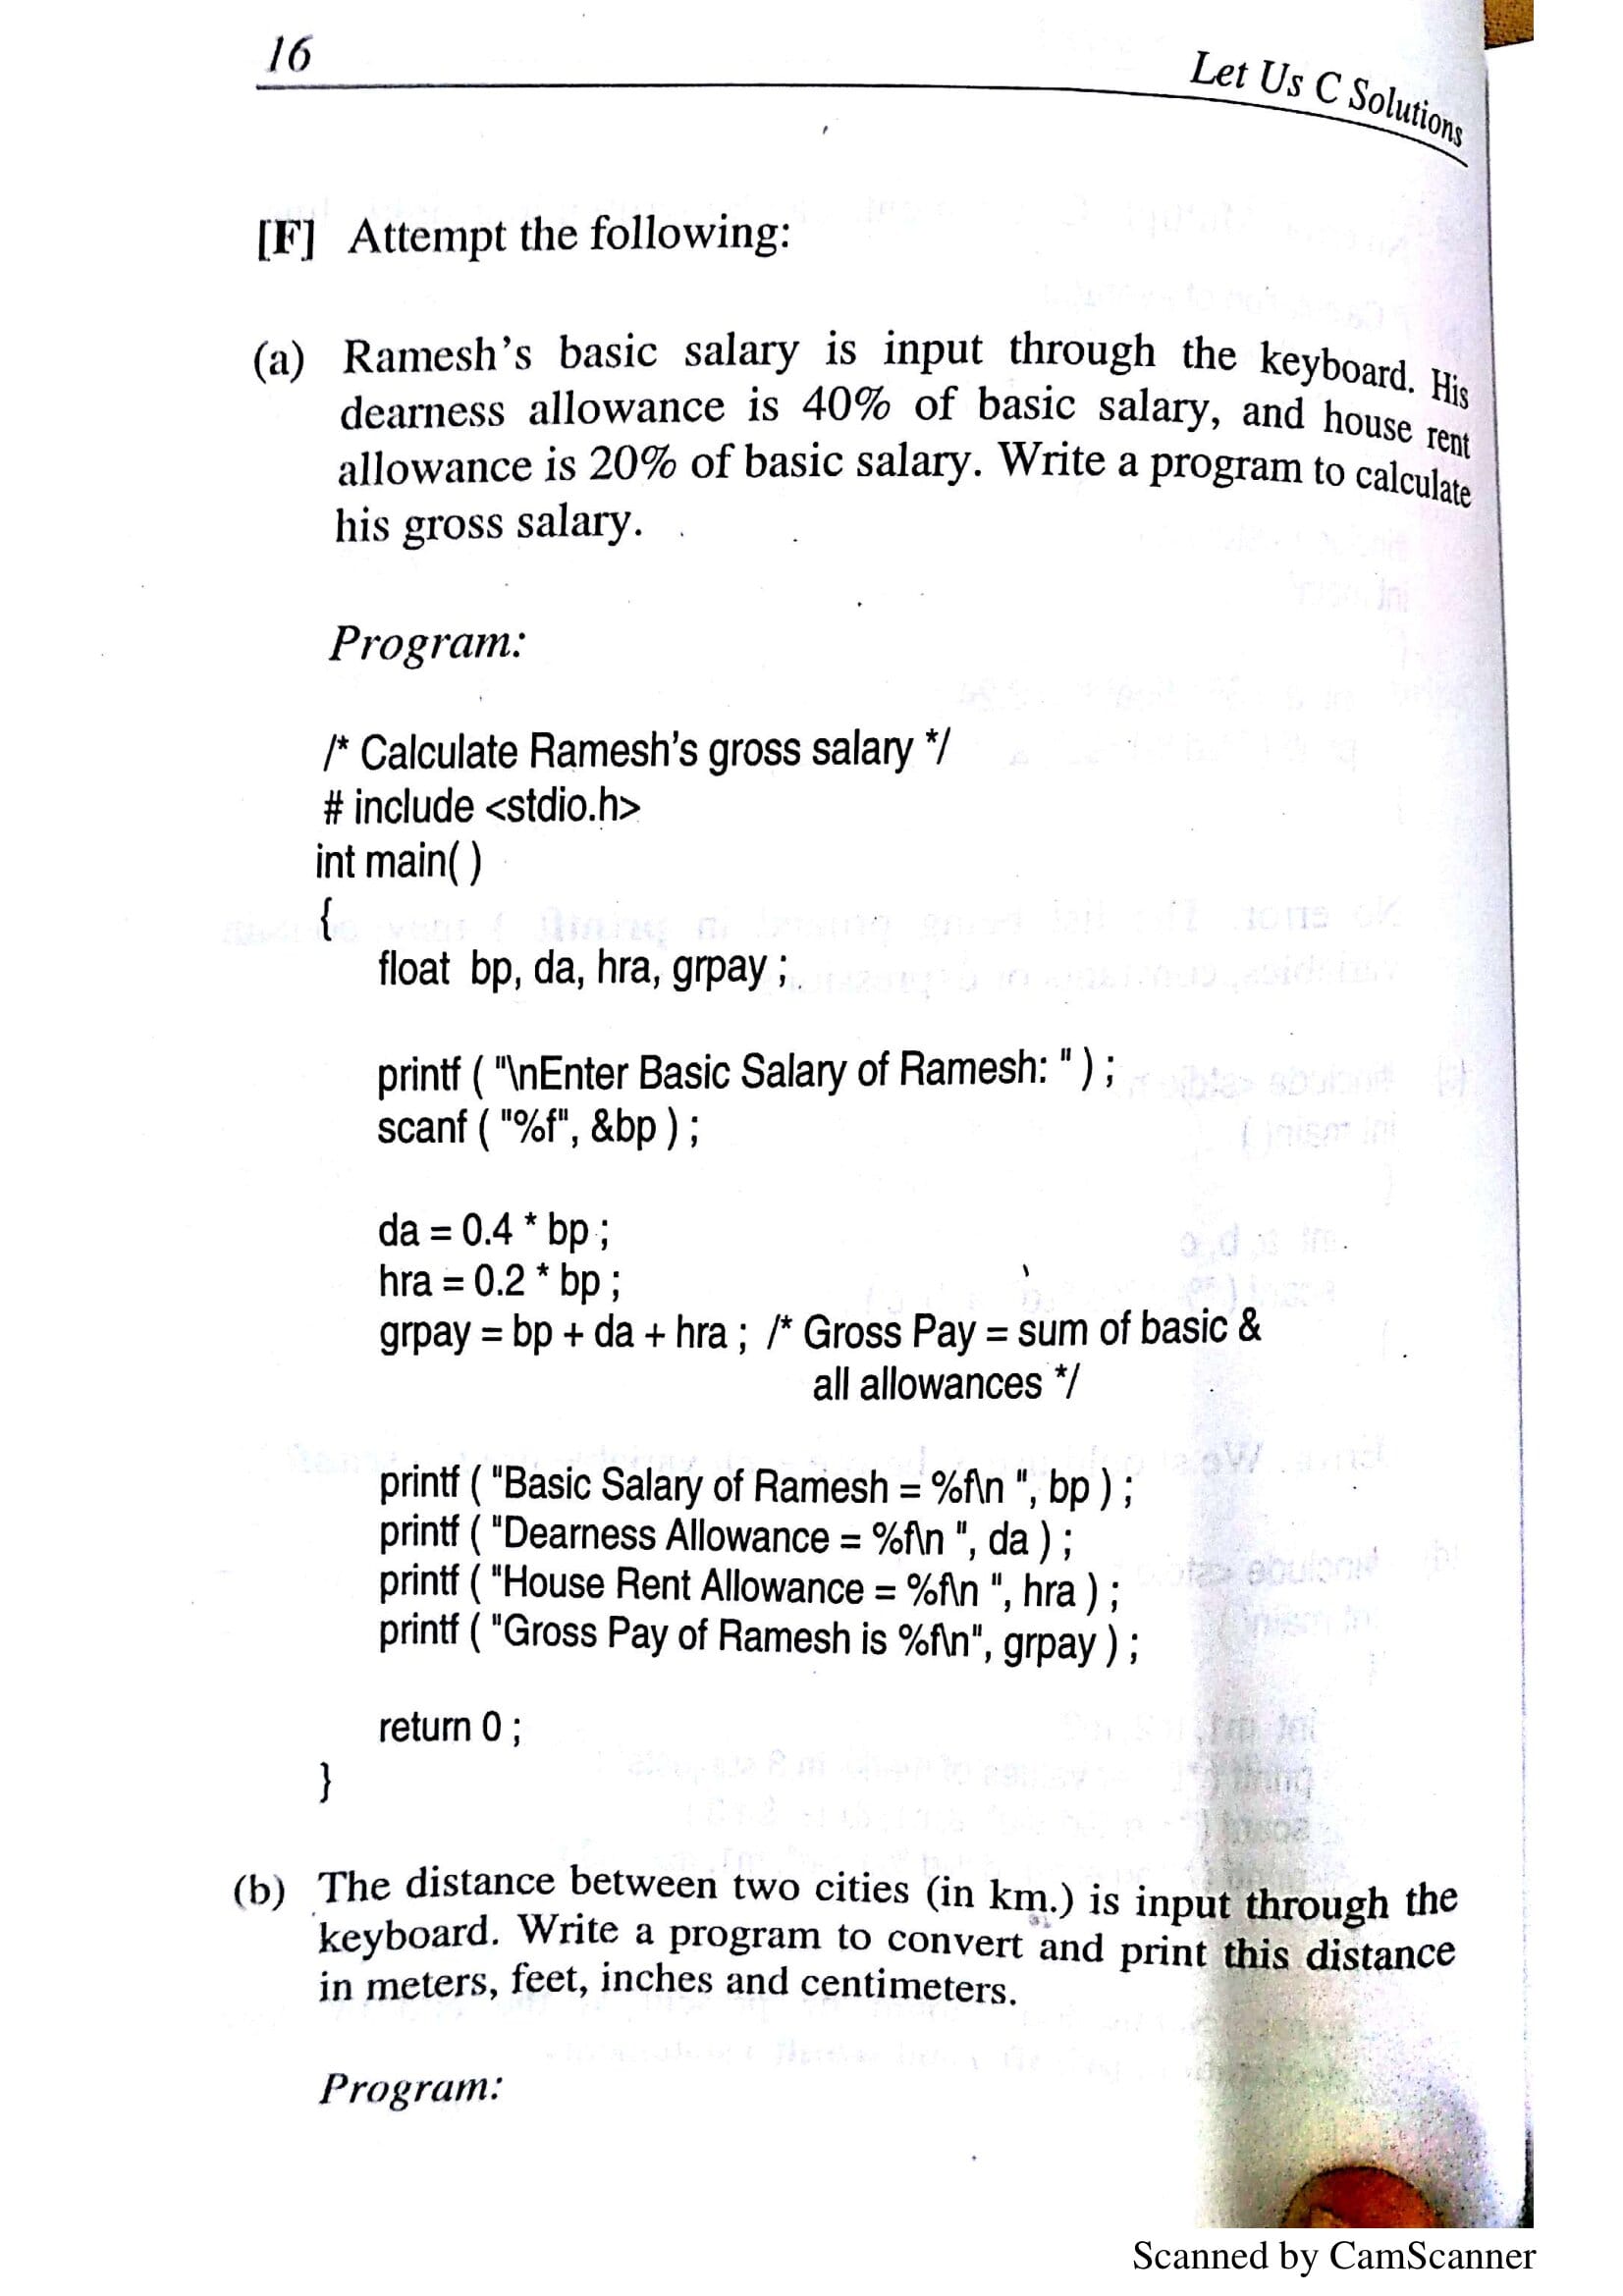 16
Let Us C Solutions
[F] Attempt the following:
(a) Ramesh's basic salary is input through the keyboard. His
dearness allowance is 40% of basic salary, and house rent
allowance is 20% of basic salary. Write a program to calculate
his gross salary.
Program:
/* Calculate Ramesh's gross salary */
# include <stdio.h>
int main( )
{
float bp, da, hra, grpay ;
printf ( "\nEnter Basic Salary of Ramesh: " ) ;
scanf ( "%f", &bp ) ;
da = 0.4 * bp ;
hra = 0.2 * bp ;
grpay = bp + da + hra ; /* Gross Pay = sum of basic &
all allowances */
printf ( "Basic Salary of Ramesh = %f\n ", bp ) ;
printf ( "Dearness Allowance = %f\n ", da ) ;
printf ( "House Rent Allowance = %f\n ", hra ) ;
printf ( "Gross Pay of Ramesh is %f\n", grpay ) ;
return 0 ;
}
(b) The distance between two cities (in km.) is input through the
keyboard. Write a program to convert and print this distance
in meters, feet, inches and centimeters.
Program:
Scanned by CamScanner